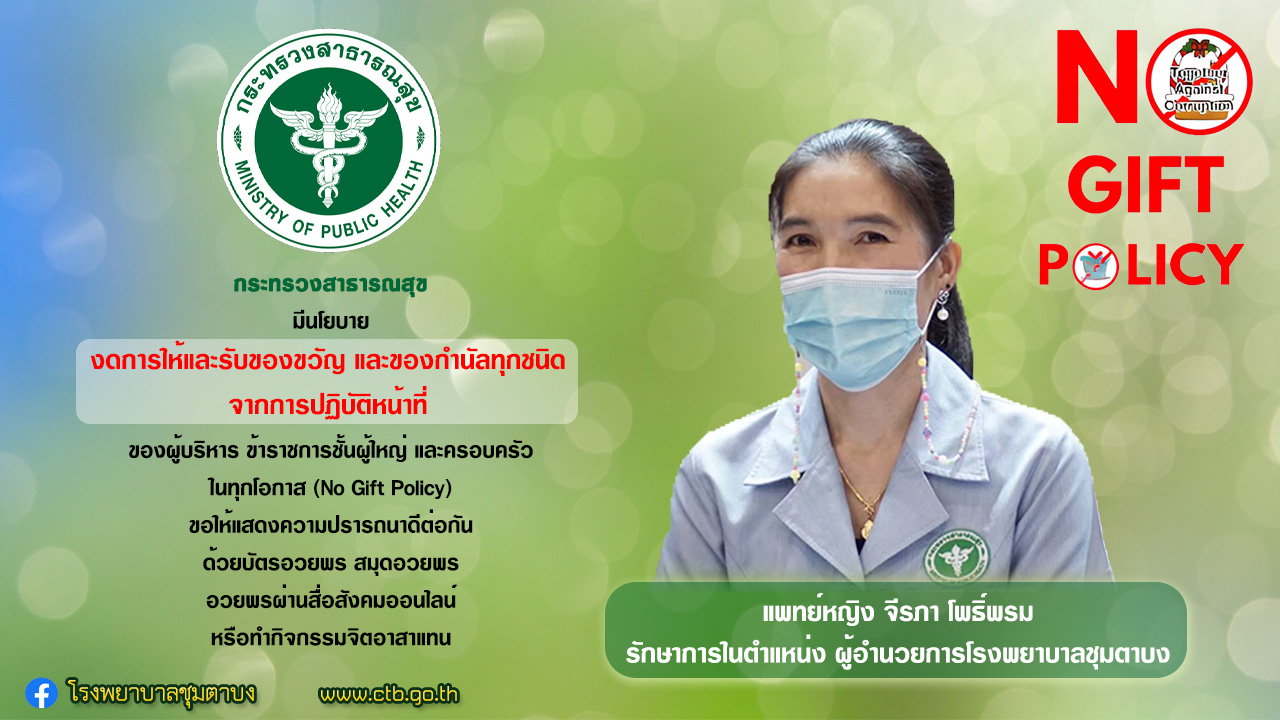 กระทรวงสาธารณสุข
MINISTRY OF PUBLIC HEALTH
กระทรวงสาธารณสุข
มีนโยบาย
งดการให้และรับของขวัญ และของกำนัลทุกชนิด
จากการปฏิบัติหน้าที่
ของผู้บริหาร ข้าราชการชั้นผู้ใหญ่ และครอบครัว
ในทุกโอกาส (No Gift Policy)
ขอให้แสดงความปรารถนาดีต่อกัน
ด้วยบัตรอวยพร สมุดอวยพร
อวยพรผ่านสื่อสังคมออนไลน์
หรือทำกิจกรรมจิตอาสาแทน
โรงพยาบาลชุมตาบง
www.ctb.go.th
NO
Against
GIFT
POLICY
แพทย์หญิง จีรภา โพธิ์พรม
รักษาการในตำแหน่ง ผู้อำนวยการโรงพยาบาลชุมตาบง